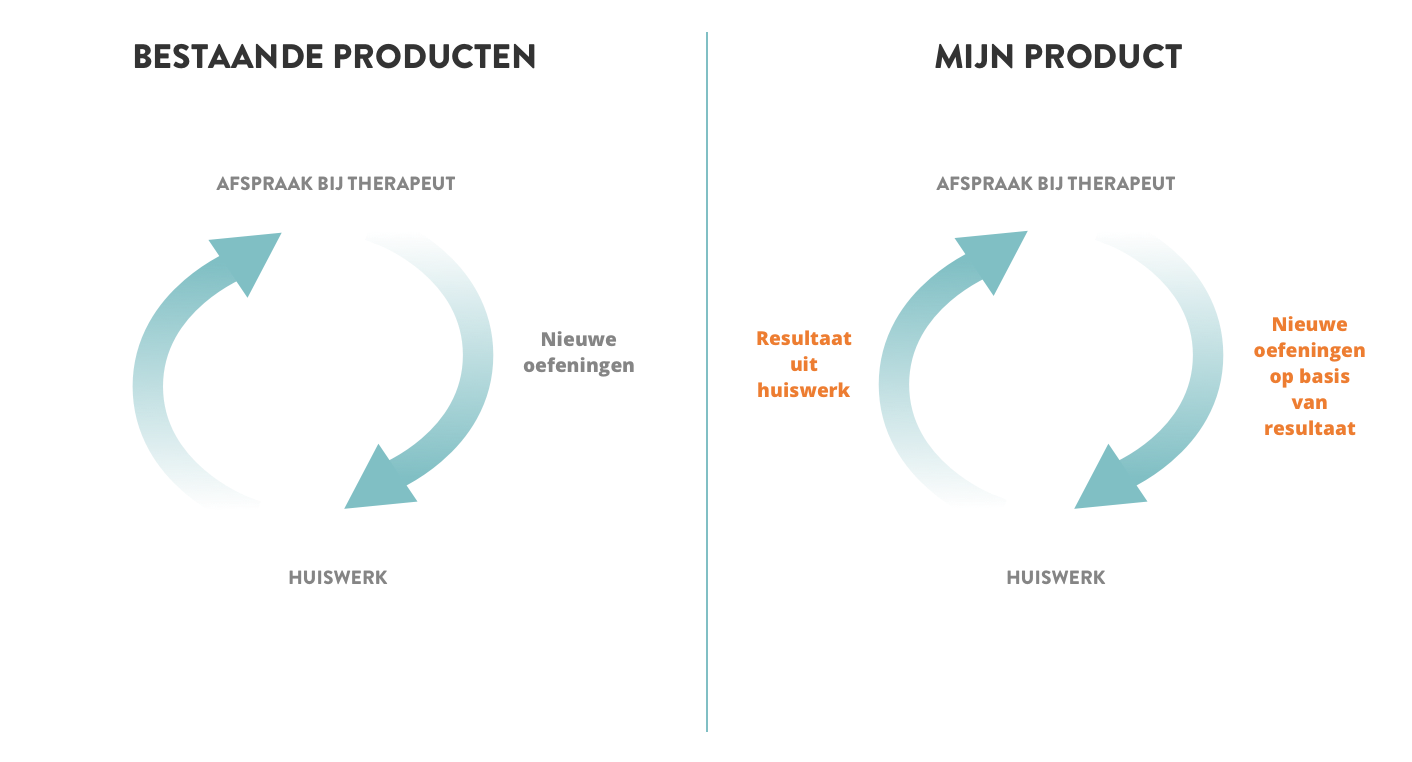 BESTAANDE PRODUCTEN
AFSPRAAK BIJ THERAPEUT
Nieuwe
oefeningen
HUISWERK
MIJN PRODUCT
AFSPRAAK BIJ THERAPEUT
Resultaat
uit
huiswerk
Nieuwe
oefeningen
op basis
van
resultaat
HUISWERK